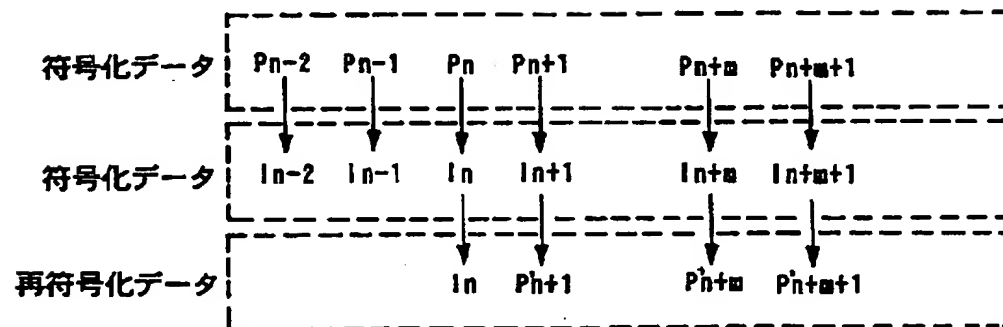 符号化データ Pn-2 Pn-1 Pn Pn+1 Pn+m Pn+m+1
符号化データ In-2 In-1 In In+1 In+m In+m+1
再符号化データ In P'n+1 P'n+m P'n+m+1